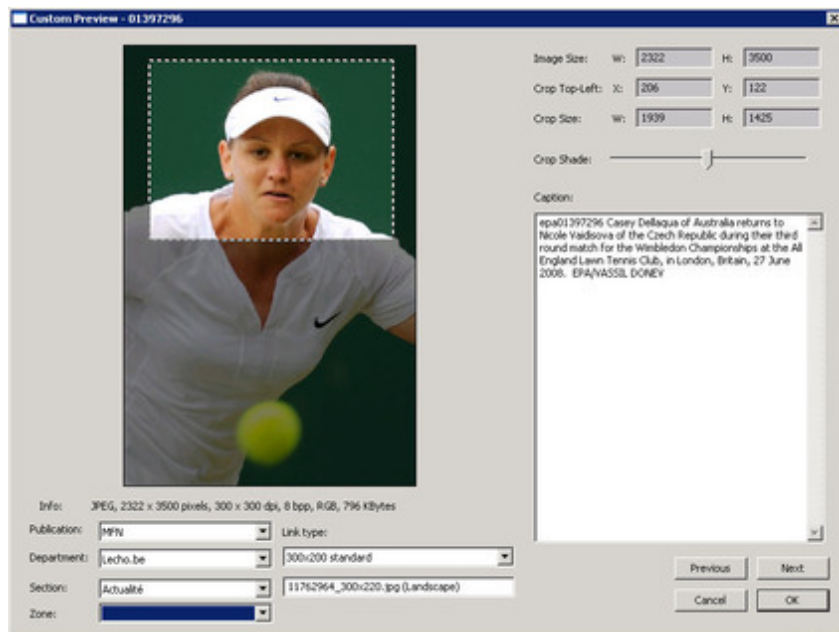 Custom Preview - 01397296
Image Size: W: 2322 H: 3500
Crop Top-Left: X: 206 Y: 122
Crop Size: W: 1939 H: 1425
Crop Shade:
Caption:
epa01397296 Casey Dellaqua of Australia returns to
Nicole Vaidisova of the Czech Republic during their third
round match for the Wimbledon Championships at the All
England Lawn Tennis Club, in London, Britain, 27 June
2008. EPA/VASSIL DONEV
Info: JPEG, 2322 x 3500 pixels, 300 x 300 dpi, 8 bpp, RGB, 796 KBytes
Publication: MFN
Link type:
Department: Lecho.be
300x200 standard
Section: Actualité
11762964_300x220.jpg (Landscape)
Zone:
Previous Next
Cancel OK